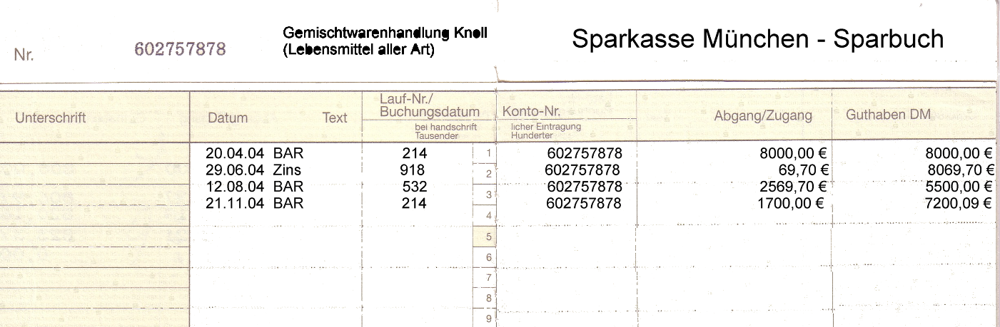 Nr. 602757878 Gemischtwarenhandlung Knoll
(Lebensmittel aller Art)
Sparkasse München - Sparbuch
Unterschrift Datum Text Lauf-Nr./
Buchungsdatum Konto-Nr. Abgang/Zugang Guthaben DM
bei handschrift licher Eintragung
Tausender Hunderter
20.04.04 BAR 214 1 602757878 8000,00 € 8000,00 €
29.06.04 Zins 918 2 602757878 69,70 € 8069,70 €
12.08.04 BAR 532 3 602757878 2569,70 € 5500,00 €
21.11.04 BAR 214 4 602757878 1700,00 € 7200,09 €
5
6
7
8
9